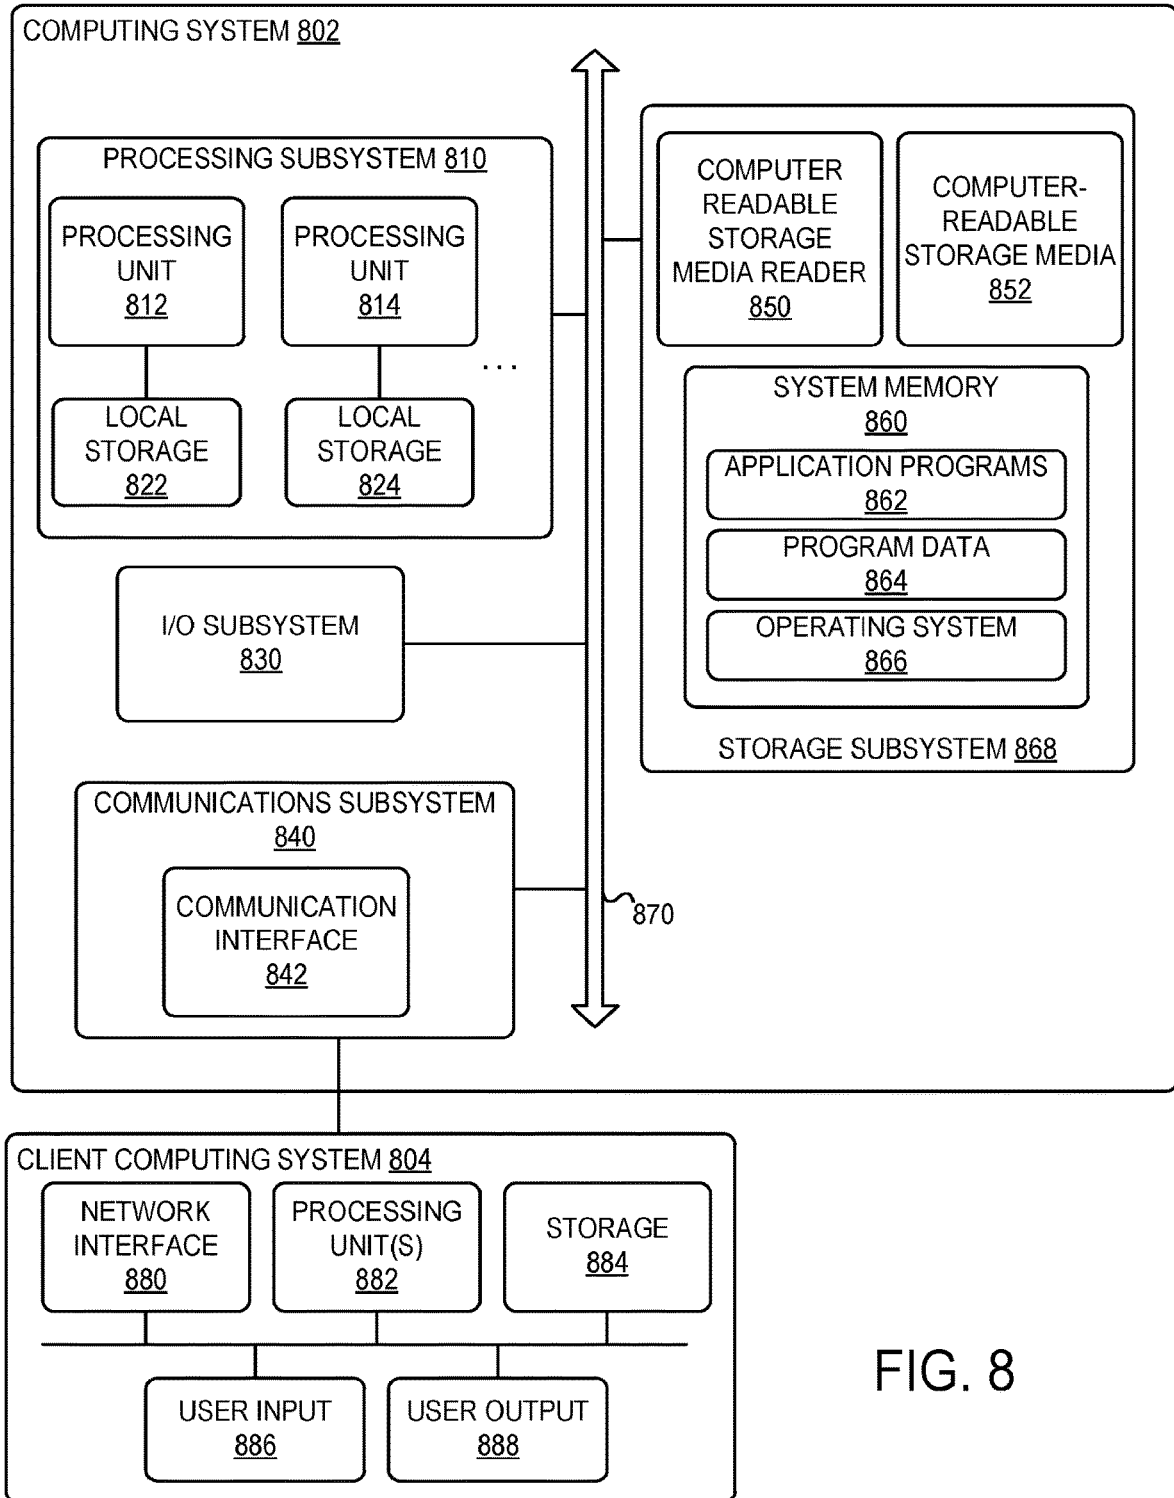 COMPUTING SYSTEM 802
PROCESSING SUBSYSTEM 810
PROCESSING
UNIT
812
PROCESSING
UNIT
814
...
LOCAL
STORAGE
822
LOCAL
STORAGE
824
COMPUTER
READABLE
STORAGE
MEDIA READER
850
COMPUTER-
READABLE
STORAGE MEDIA
852
SYSTEM MEMORY
860
APPLICATION PROGRAMS
862
PROGRAM DATA
864
OPERATING SYSTEM
866
STORAGE SUBSYSTEM 868
I/O SUBSYSTEM
830
COMMUNICATIONS SUBSYSTEM
840
COMMUNICATION
INTERFACE
842
870
CLIENT COMPUTING SYSTEM 804
NETWORK
INTERFACE
880
PROCESSING
UNIT(S)
882
STORAGE
884
USER INPUT
886
USER OUTPUT
888
FIG. 8